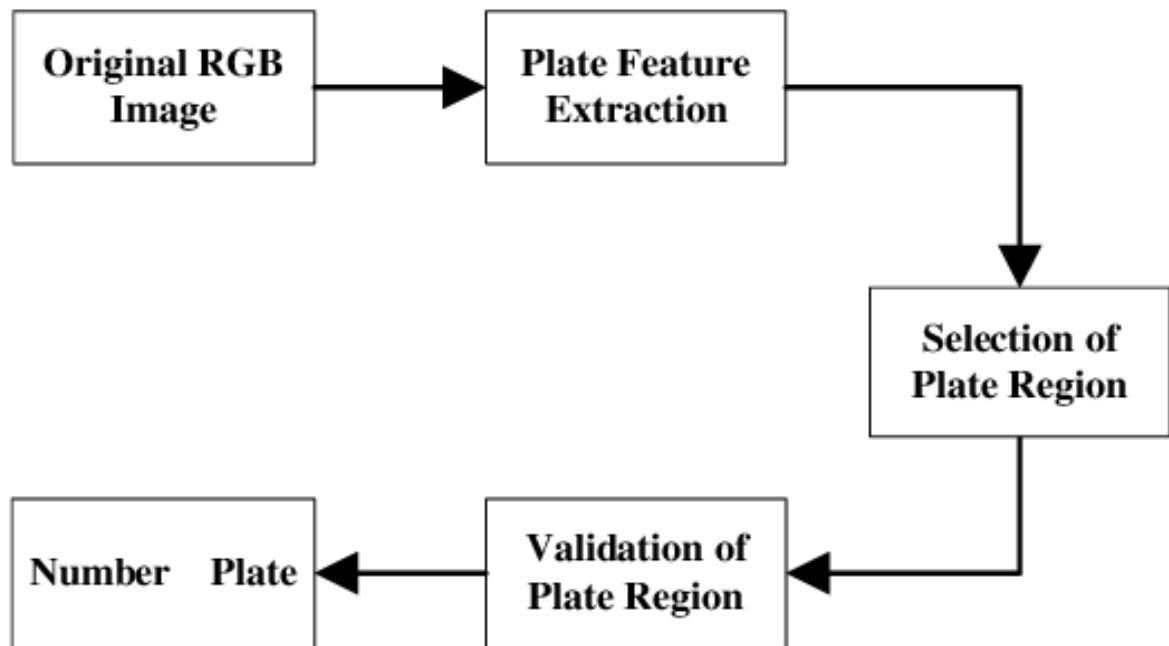 Original RGB
Image
Plate Feature
Extraction
Selection of
Plate Region
Validation of
Plate Region
Number Plate